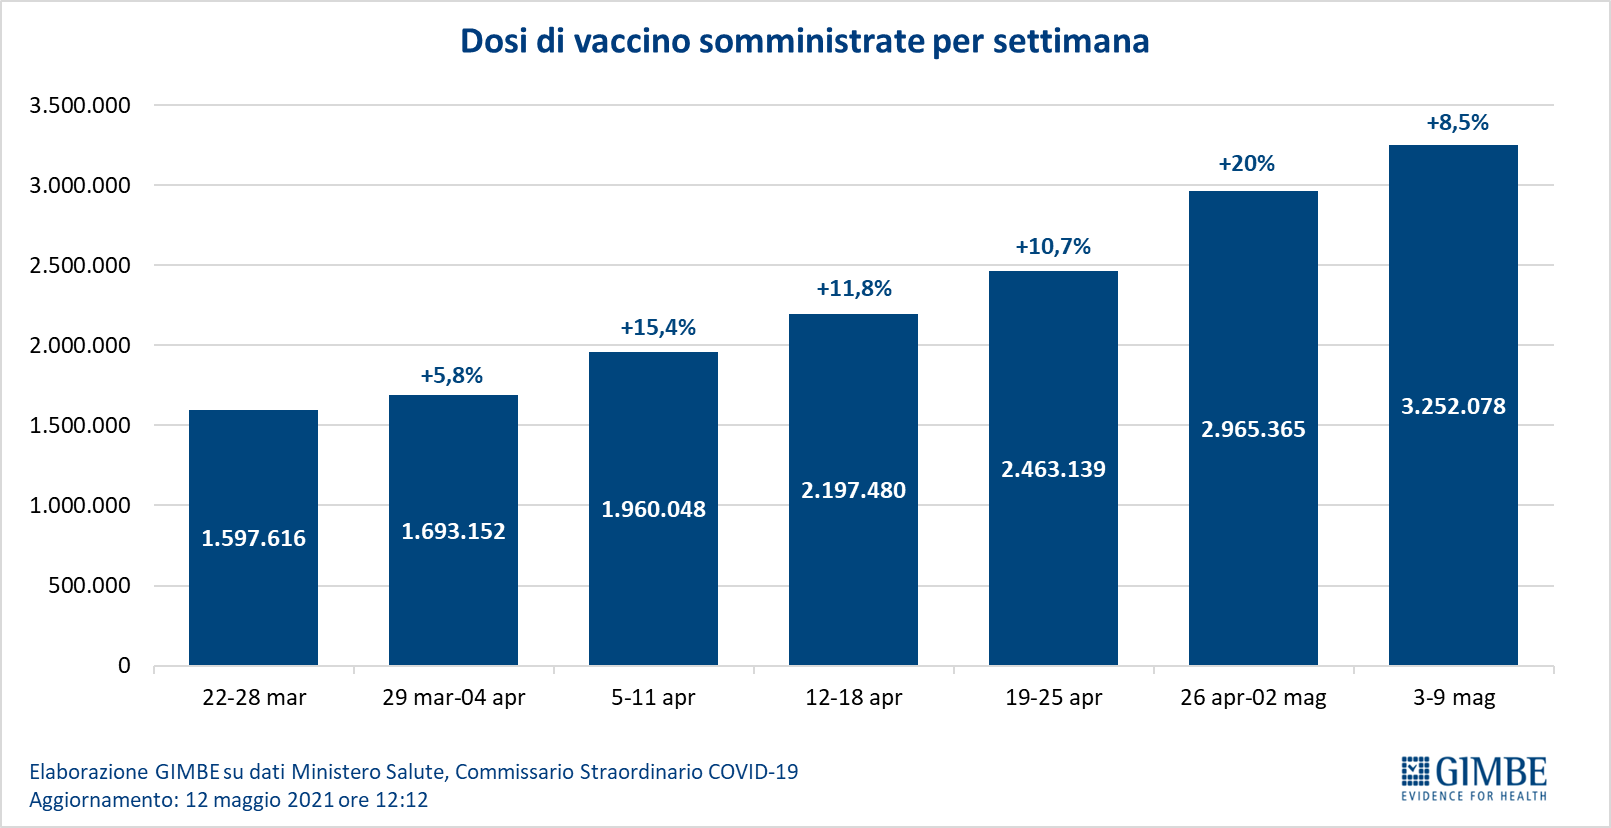 Dosi di vaccino somministrate per settimana
3.500.000
3.000.000
2.500.000
2.000.000
1.500.000
1.000.000
500.000
0
+5,8%
+15,4%
+11,8%
+10,7%
+20%
+8,5%
1.597.616
1.693.152
1.960.048
2.197.480
2.463.139
2.965.365
3.252.078
22-28 mar
29 mar-04 apr
5-11 apr
12-18 apr
19-25 apr
26 apr-02 mag
3-9 mag
Elaborazione GIMBE su dati Ministero Salute, Commissario Straordinario COVID-19
Aggiornamento: 12 maggio 2021 ore 12:12
GIMBE
EVIDENCE FOR HEALTH